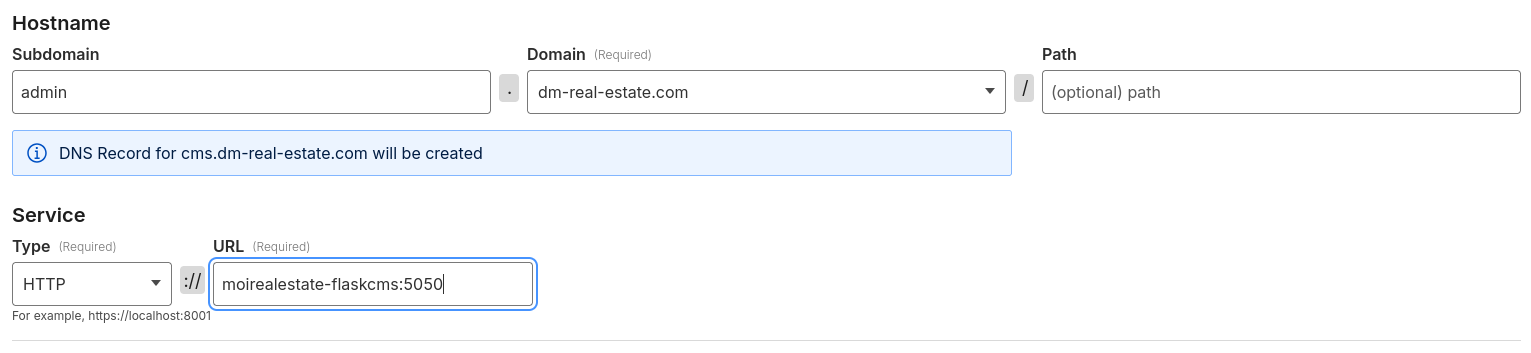 Hostname
Subdomain Domain (Required) Path
admin . dm-real-estate.com / (optional) path
DNS Record for cms.dm-real-estate.com will be created
Service
Type (Required) URL (Required)
HTTP :// moirealestate-flaskcms:5050
For example, https://localhost:8001